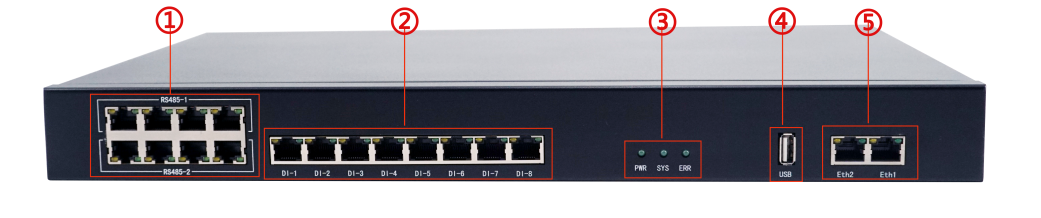 ① ② ③ ④ ⑤
RS485-1
RS485-2
DI-1 DI-2 DI-3 DI-4 DI-5 DI-6 DI-7 DI-8
PWR SYS ERR
USB
Eth2 Eth1